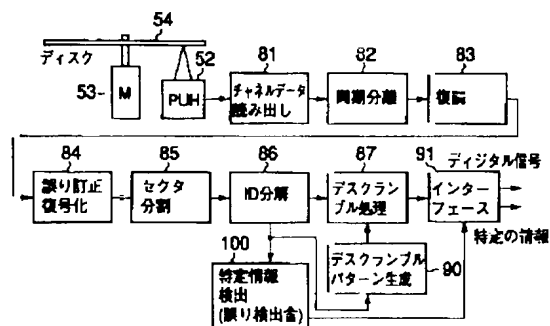 54
ディスク
52
53
M
PUH
81
チャネルデータ
読み出し
82
同期分離
83
復調
84
誤り訂正
復号化
85
セクタ
分割
86
ID分解
87
デスクラン
ブル処理
91
ディジタル信号
インター
フェース
特定の情報
100
特定情報
検出
(誤り検出含)
デスクランブル
パターン生成
90